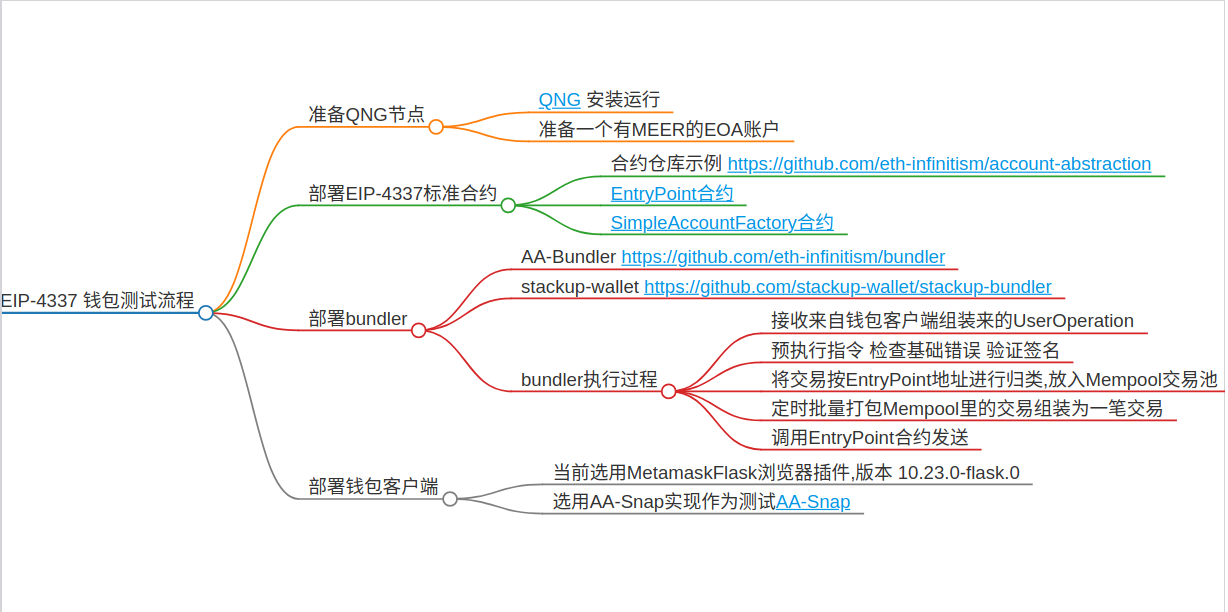 EIP-4337 钱包测试流程
准备QNG节点
QNG 安装运行
准备一个有MEER的EOA账户
部署EIP-4337标准合约
合约仓库示例 https://github.com/eth-infinitism/account-abstraction
EntryPoint合约
SimpleAccountFactory合约
部署bundler
AA-Bundler https://github.com/eth-infinitism/bundler
stackup-wallet https://github.com/stackup-wallet/stackup-bundler
bundler执行过程
接收来自钱包客户端组装来的UserOperation
预执行指令 检查基础错误 验证签名
将交易按EntryPoint地址进行归类,放入Mempool交易池
定时批量打包Mempool里的交易组装为一笔交易
调用EntryPoint合约发送
部署钱包客户端
当前选用MetamaskFlask浏览器插件,版本 10.23.0-flask.0
选用AA-Snap实现作为测试AA-Snap